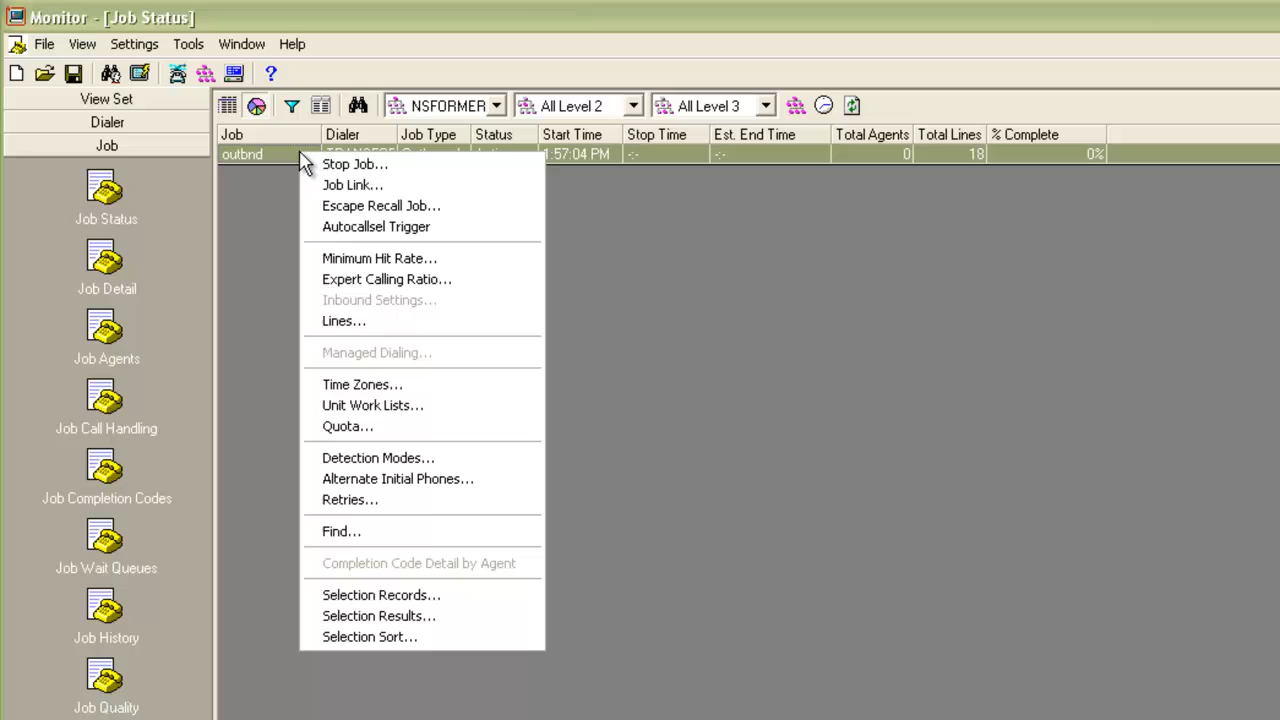 Monitor - [Job Status]
File View Settings Tools Window Help
View Set
Dialer
Job
Job Status
Job Detail
Job Agents
Job Call Handling
Job Completion Codes
Job Wait Queues
Job History
Job Quality
NSFORMER All Level 2 All Level 3
Job Dialer Job Type Status Start Time Stop Time Est. End Time Total Agents Total Lines % Complete
outbnd 1:57:04 PM -:- -:- 0 18 0%
Stop Job...
Job Link...
Escape Recall Job...
Autocallsel Trigger
Minimum Hit Rate...
Expert Calling Ratio...
Inbound Settings...
Lines...
Managed Dialing...
Time Zones...
Unit Work Lists...
Quota...
Detection Modes...
Alternate Initial Phones...
Retries...
Find...
Completion Code Detail by Agent
Selection Records...
Selection Results...
Selection Sort...